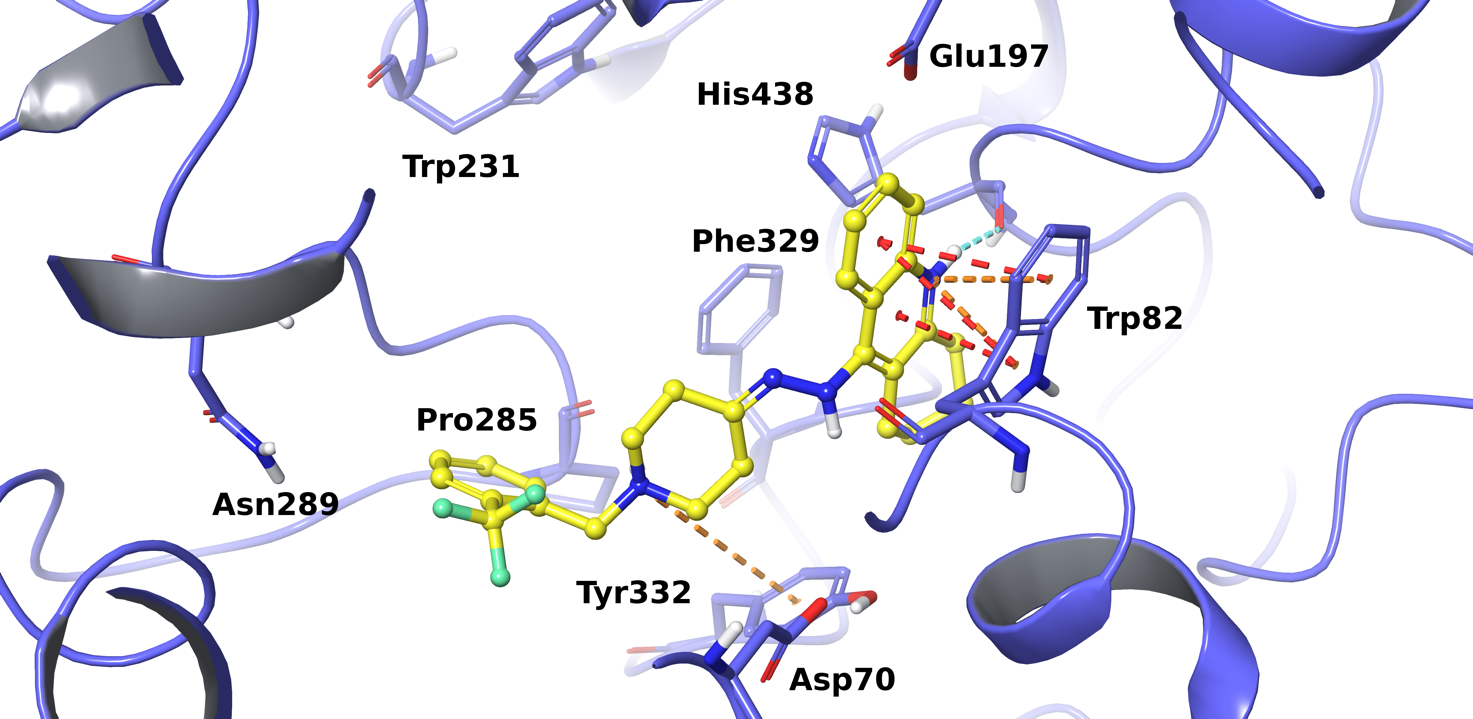 Glu197
His438
Trp231
Phe329
Trp82
Pro285
Asn289
Tyr332
Asp70